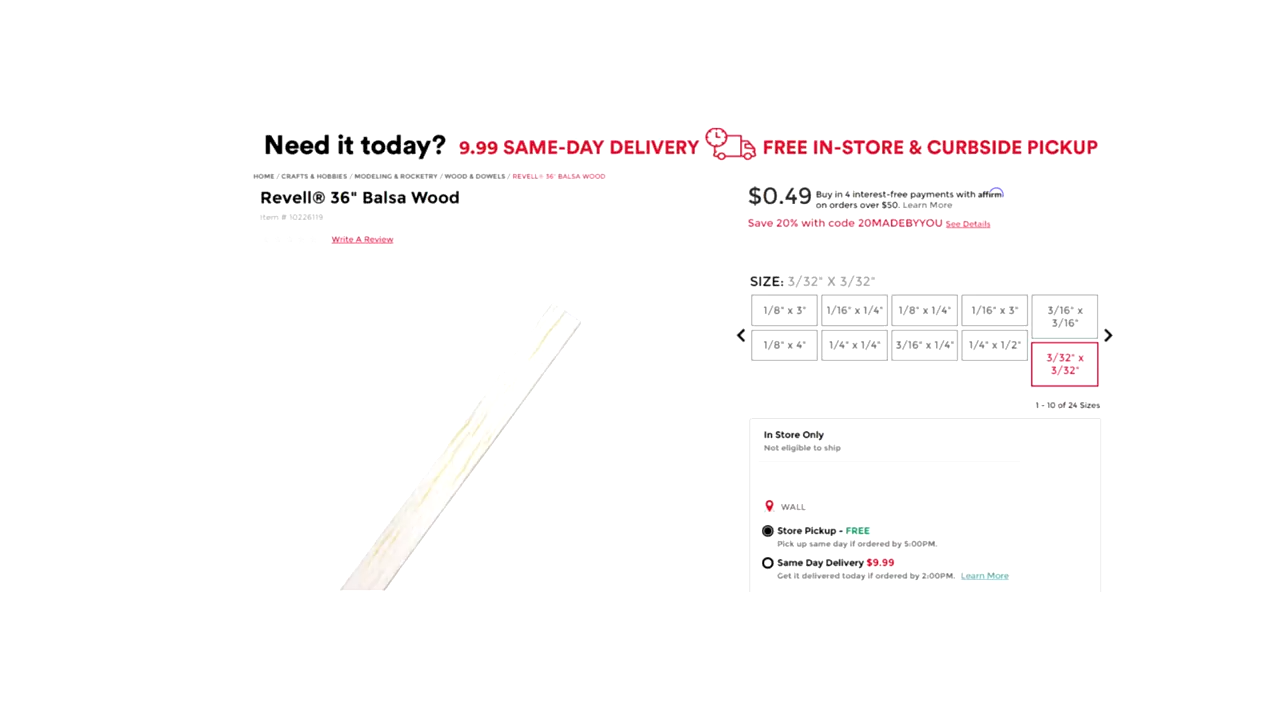 Need it today? 9.99 SAME-DAY DELIVERY FREE IN-STORE & CURBSIDE PICKUP
HOME / CRAFTS & HOBBIES / MODELING & ROCKETRY / WOOD & DOWELS / REVELL® 36" BALSA WOOD
Revell® 36" Balsa Wood
Item # 10226119
Write A Review
$0.49 Buy in 4 interest-free payments with affirm
on orders over $50. Learn More
Save 20% with code 20MADEBYYOU See Details
SIZE: 3/32" X 3/32"
1/8" x 3" 1/16" x 1/4" 1/8" x 1/4" 1/16" x 3" 3/16" x
3/16"
1/8" x 4" 1/4" x 1/4" 3/16" x 1/4" 1/4" x 1/2" 3/32" x
3/32"
1 - 10 of 24 Sizes
In Store Only
Not eligible to ship
WALL
Store Pickup - FREE
Pick up same day if ordered by 5:00PM.
Same Day Delivery $9.99
Get it delivered today if ordered by 2:00PM. Learn More